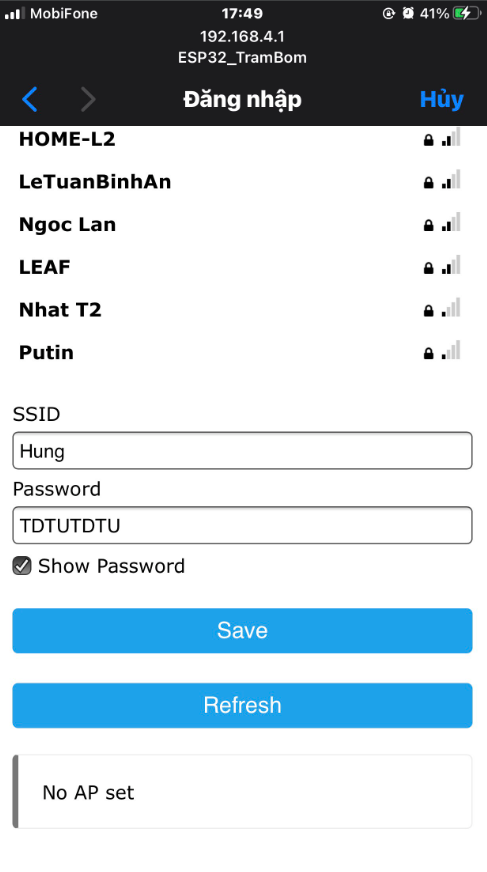 MobiFone 17:49 41%
192.168.4.1
ESP32_TramBom
Đăng nhập Hủy
HOME-L2
LeTuanBinhAn
Ngoc Lan
LEAF
Nhat T2
Putin
SSID
Hung
Password
TDTUTDTU
Show Password
Save
Refresh
No AP set